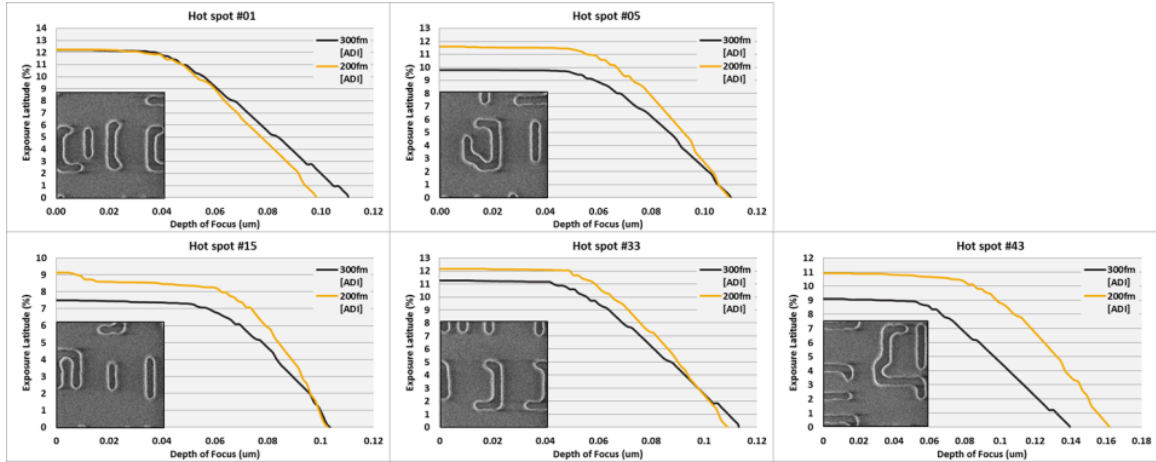 Hot spot #01
14
13
12
11
10
9
8
7
6
5
4
3
2
1
0
Exposure Latitude (%)
0.00 0.02 0.04 0.06 0.08 0.10 0.12
Depth of Focus (um)
300fm
[ADI]
200fm
[ADI]
Hot spot #05
13
12
11
10
9
8
7
6
5
4
3
2
1
0
Exposure Latitude (%)
0.00 0.02 0.04 0.06 0.08 0.10 0.12
Depth of Focus (um)
300fm
[ADI]
200fm
[ADI]
Hot spot #15
10
9
8
7
6
5
4
3
2
1
0
Exposure Latitude (%)
0.00 0.02 0.04 0.06 0.08 0.10 0.12
Depth of Focus (um)
300fm
[ADI]
200fm
[ADI]
Hot spot #33
13
12
11
10
9
8
7
6
5
4
3
2
1
0
Exposure Latitude (%)
0 0.02 0.04 0.06 0.08 0.1 0.12
Depth of Focus (um)
300fm
[ADI]
200fm
[ADI]
Hot spot #43
12
11
10
9
8
7
6
5
4
3
2
1
0
Exposure Latitude (%)
0 0.02 0.04 0.06 0.08 0.10 0.12 0.14 0.16 0.18
Depth of Focus (um)
300fm
[ADI]
200fm
[ADI]